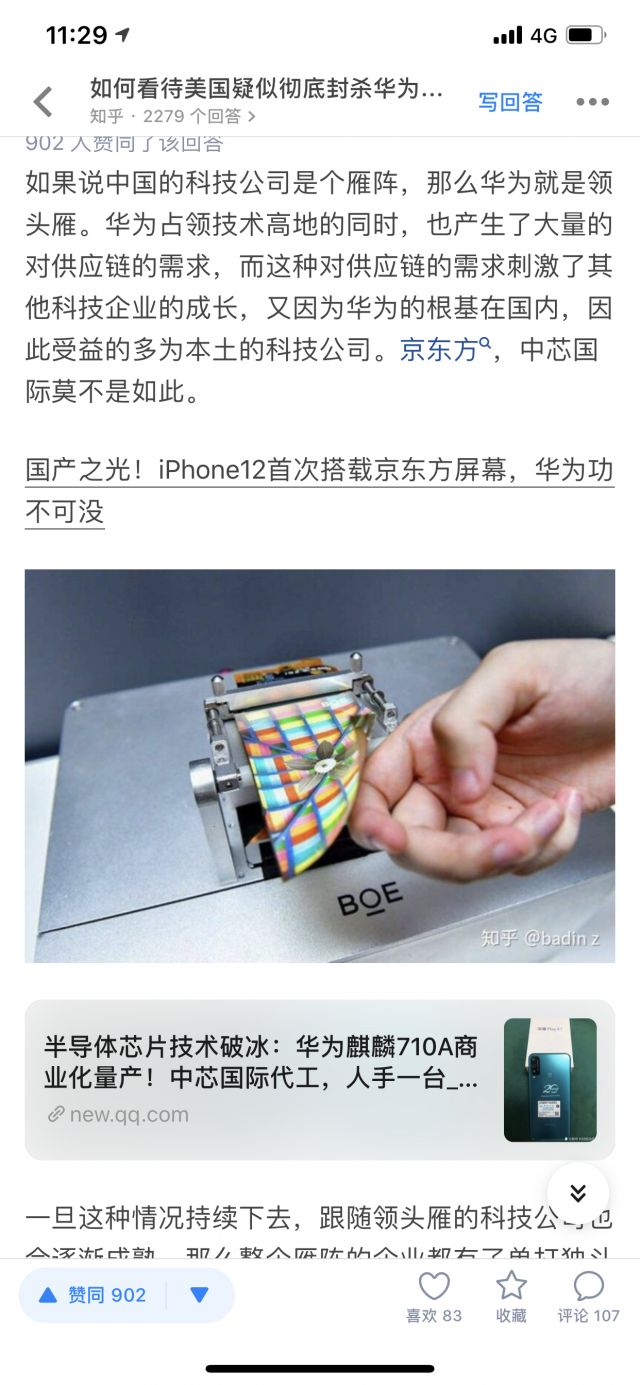 11:29
4G
如何看待美国疑似彻底封杀华为...
知乎 · 2279 个回答 >
写回答
902 人赞同了该回答
如果说中国的科技公司是个雁阵，那么华为就是领
头雁。华为占领技术高地的同时，也产生了大量的
对供应链的需求，而这种对供应链的需求刺激了其
他科技企业的成长，又因为华为的根基在国内，因
此受益的多为本土的科技公司。京东方，中芯国
际莫不是如此。
国产之光！iPhone12首次搭载京东方屏幕，华为功
不可没
BOE
知乎 @badin z
半导体芯片技术破冰：华为麒麟710A商
业化量产！中芯国际代工，人手一台_...
new.qq.com
一旦这种情况持续下去，跟随领头雁的科技公司也
会逐渐成熟，那么整个雁阵的企业都有了单打独斗
赞同 902
喜欢 83
收藏
评论 107